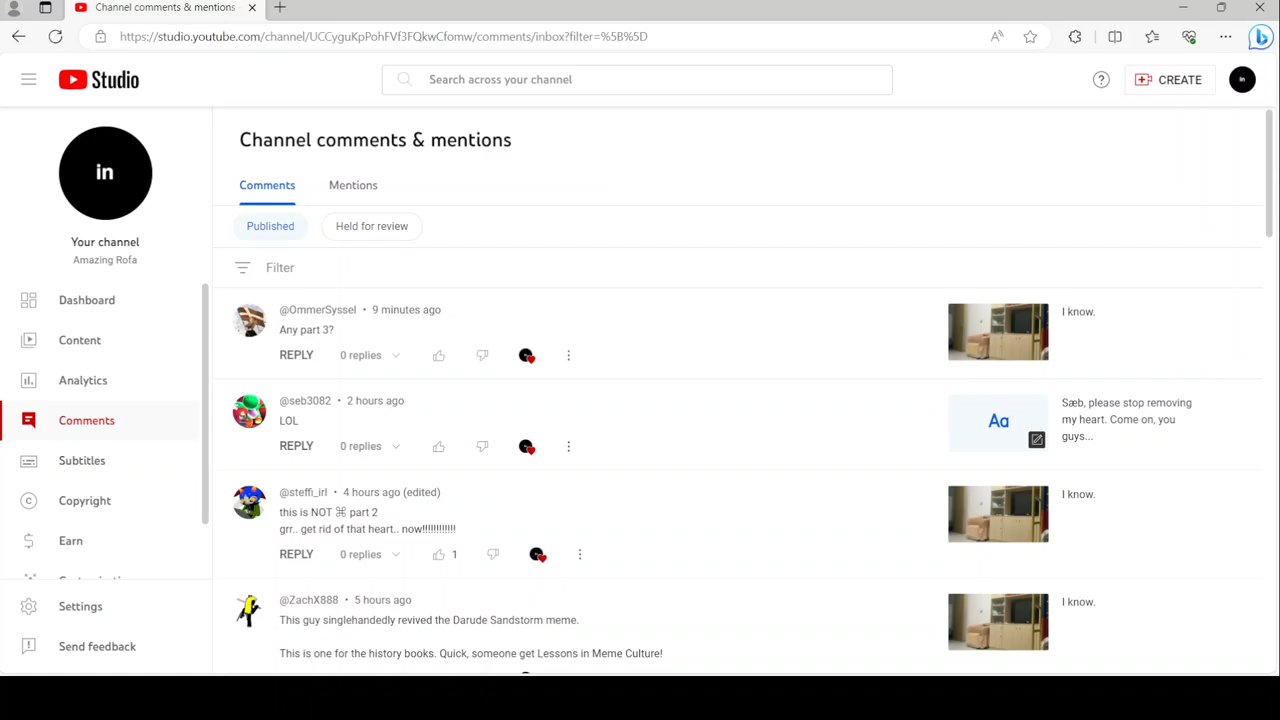 Channel comments & mentions
https://studio.youtube.com/channel/UCCyguKpPohFVf3FQkwCfomw/comments/inbox?filter=%5B%5D
Studio
Search across your channel
CREATE
in
in
Your channel
Amazing Rofa
Dashboard
Content
Analytics
Comments
Subtitles
Copyright
Earn
Settings
Send feedback
Channel comments & mentions
Comments Mentions
Published Held for review
Filter
@OmmerSyssel • 9 minutes ago
Any part 3?
REPLY 0 replies
I know.
@seb3082 • 2 hours ago
LOL
REPLY 0 replies
Aa
Sæb, please stop removing
my heart. Come on, you
guys...
@steffi_irl • 4 hours ago (edited)
this is NOT ⌘ part 2
grr.. get rid of that heart.. now!!!!!!!!!!!!
REPLY 0 replies 1
I know.
@ZachX888 • 5 hours ago
This guy singlehandedly revived the Darude Sandstorm meme.
This is one for the history books. Quick, someone get Lessons in Meme Culture!
I know.